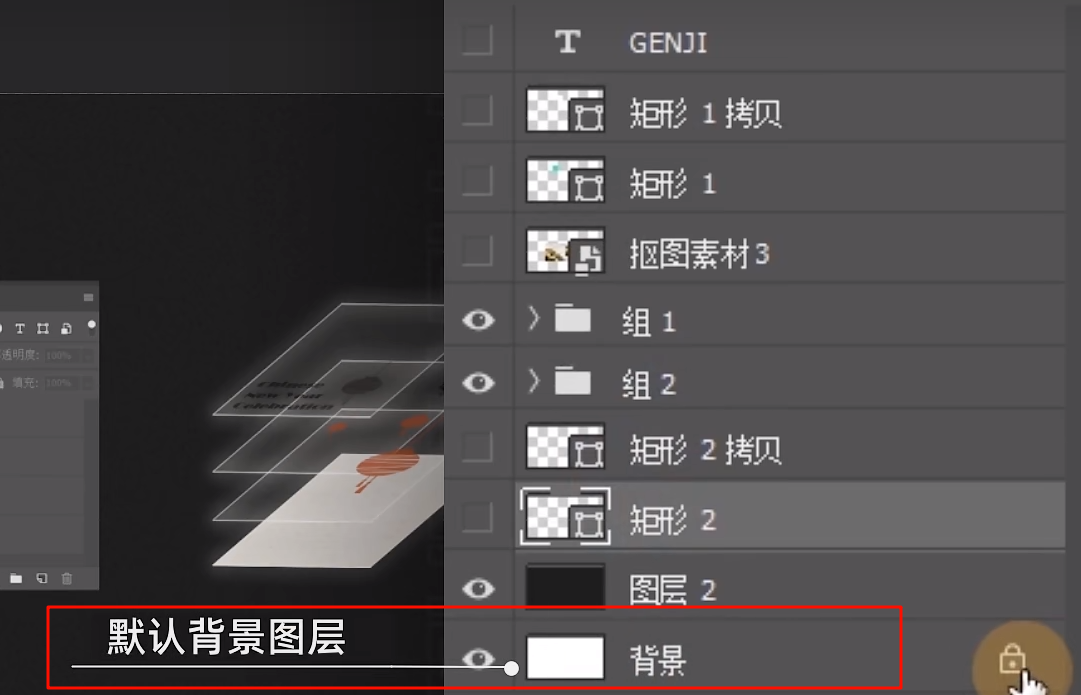 GENJI
矩形 1 拷贝
矩形 1
抠图素材3
组 1
组 2
矩形 2 拷贝
矩形 2
图层 2
背景
透明度: 100%
填充: 100%
Chinese
New Year
Celebration
默认背景图层